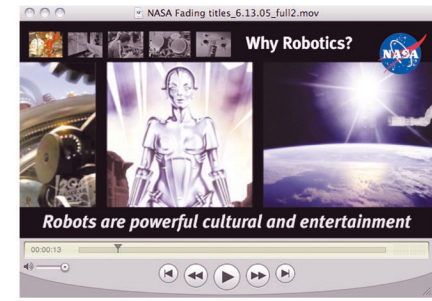 NASA Fading titles_6.13.05_full2.mov
Why Robotics?
NASA
Robots are powerful cultural and entertainment
00:00:13